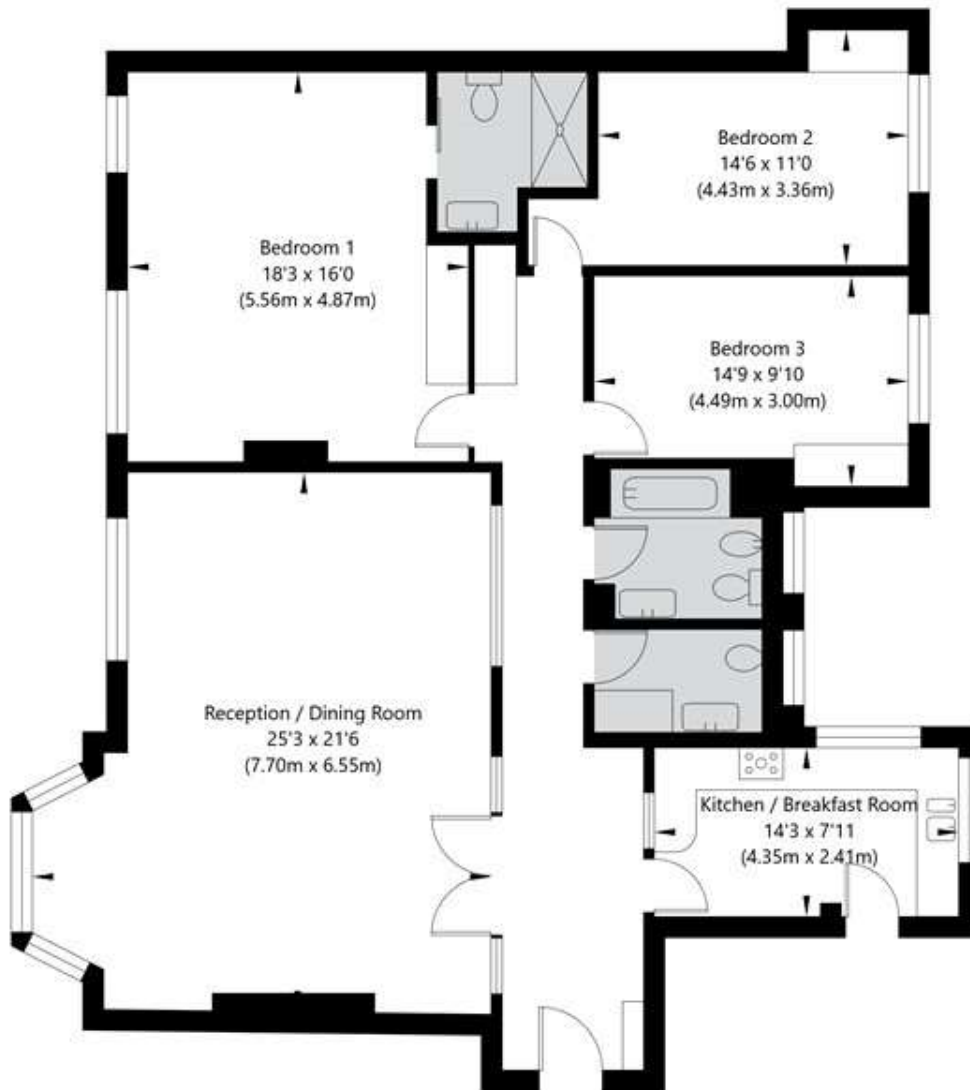 Bedroom 2
14'6 x 11'0
(4.43m x 3.36m)
Bedroom 1
18'3 x 16'0
(5.56m x 4.87m)
Bedroom 3
14'9 x 9'10
(4.49m x 3.00m)
Reception / Dining Room
25'3 x 21'6
(7.70m x 6.55m)
Kitchen / Breakfast Room
14'3 x 7'11
(4.35m x 2.41m)